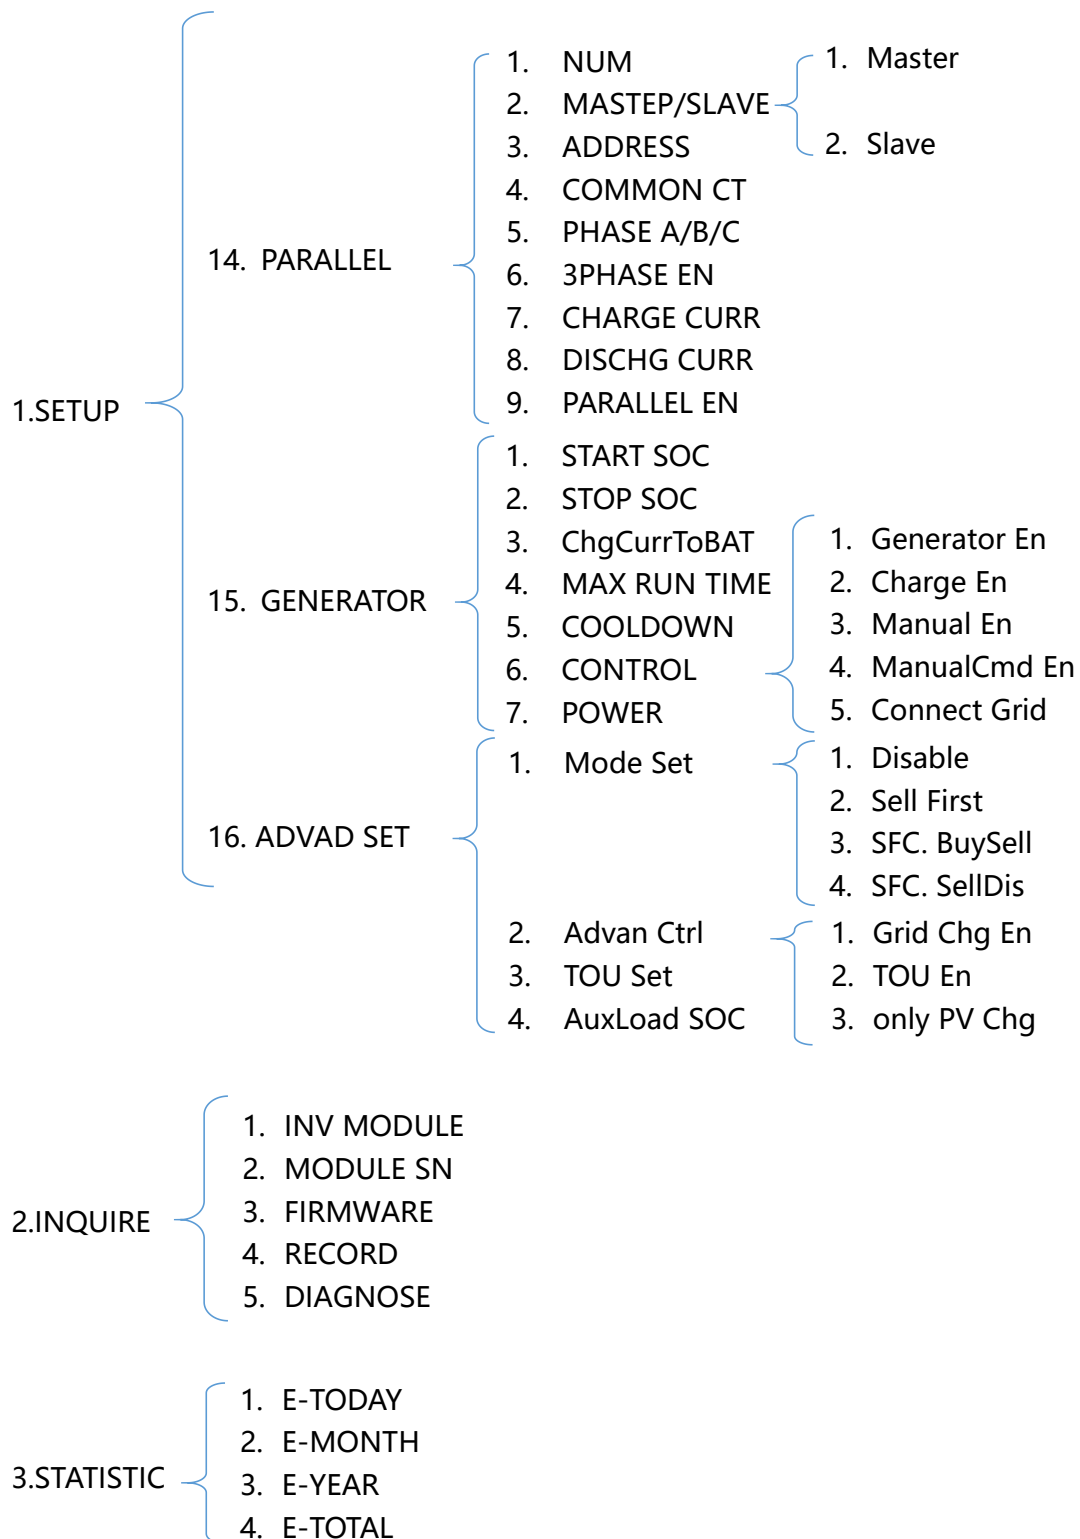 1.SETUP
14. PARALLEL
1. NUM
2. MASTEP/SLAVE
1. Master
2. Slave
3. ADDRESS
4. COMMON CT
5. PHASE A/B/C
6. 3PHASE EN
7. CHARGE CURR
8. DISCHG CURR
9. PARALLEL EN
15. GENERATOR
1. START SOC
2. STOP SOC
3. ChgCurrToBAT
4. MAX RUN TIME
5. COOLDOWN
6. CONTROL
1. Generator En
2. Charge En
3. Manual En
4. ManualCmd En
5. Connect Grid
7. POWER
16. ADVAD SET
1. Mode Set
1. Disable
2. Sell First
3. SFC. BuySell
4. SFC. SellDis
2. Advan Ctrl
1. Grid Chg En
2. TOU En
3. only PV Chg
3. TOU Set
4. AuxLoad SOC
2.INQUIRE
1. INV MODULE
2. MODULE SN
3. FIRMWARE
4. RECORD
5. DIAGNOSE
3.STATISTIC
1. E-TODAY
2. E-MONTH
3. E-YEAR
4. E-TOTAL